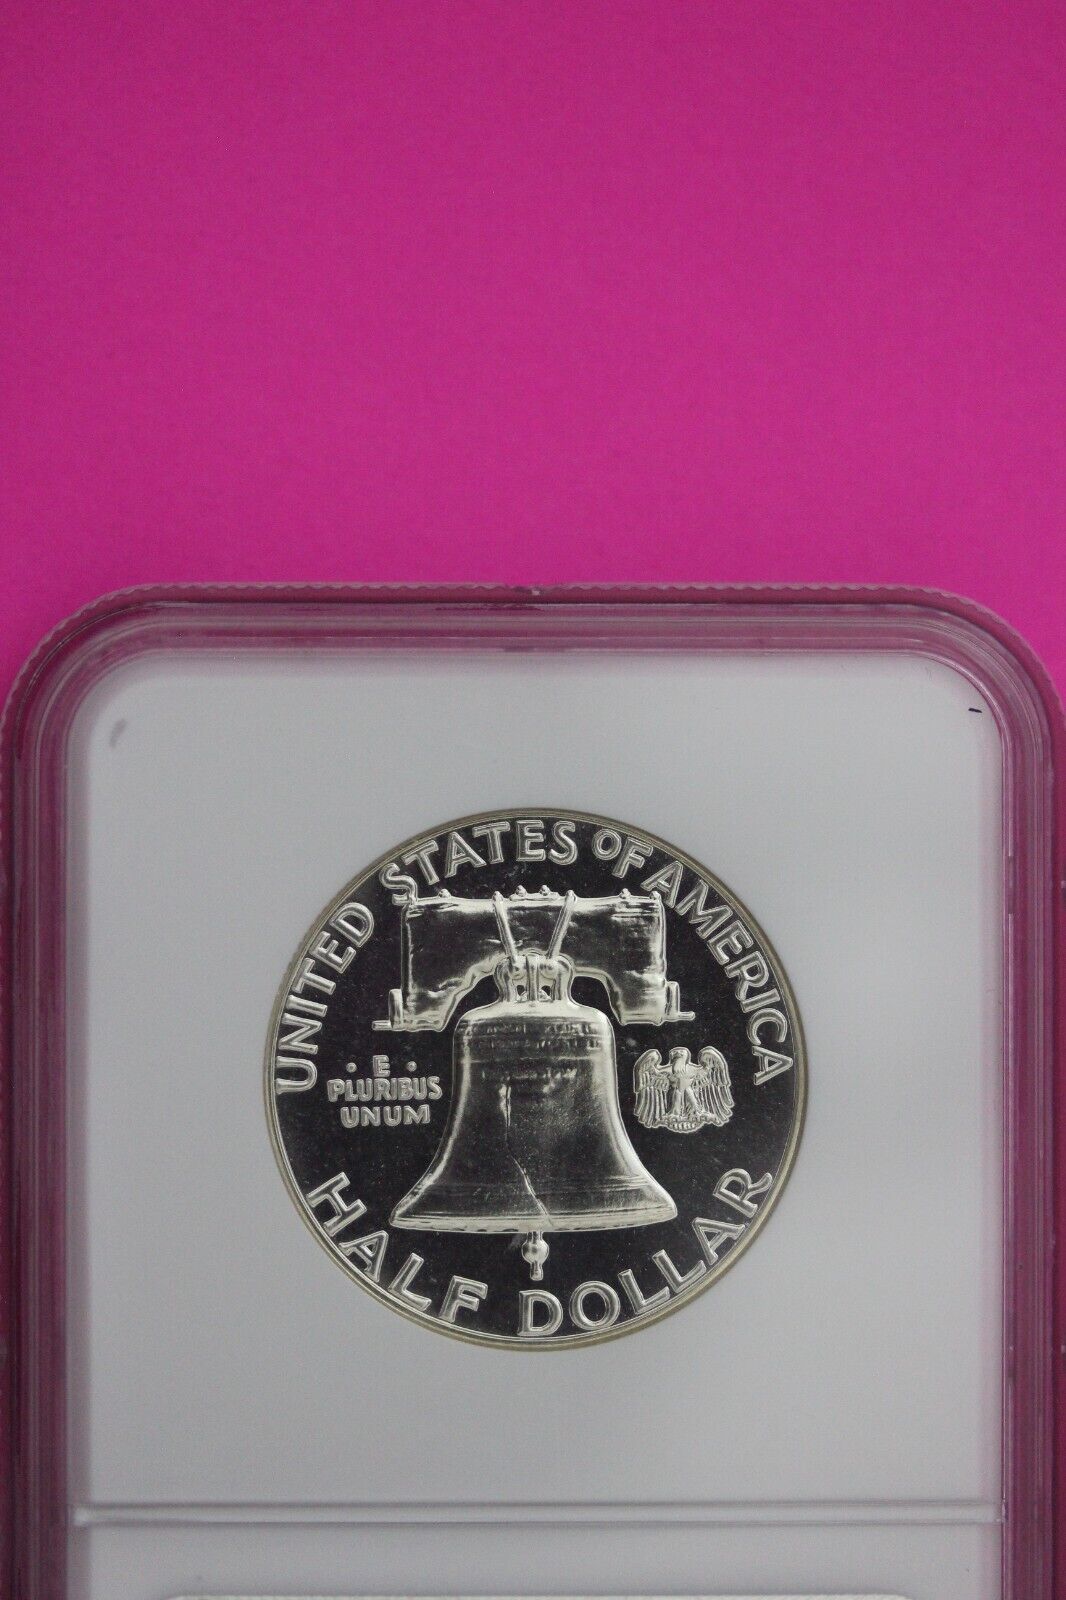 UNITED STATES OF AMERICA
· E ·
PLURIBUS
UNUM
HALF DOLLAR